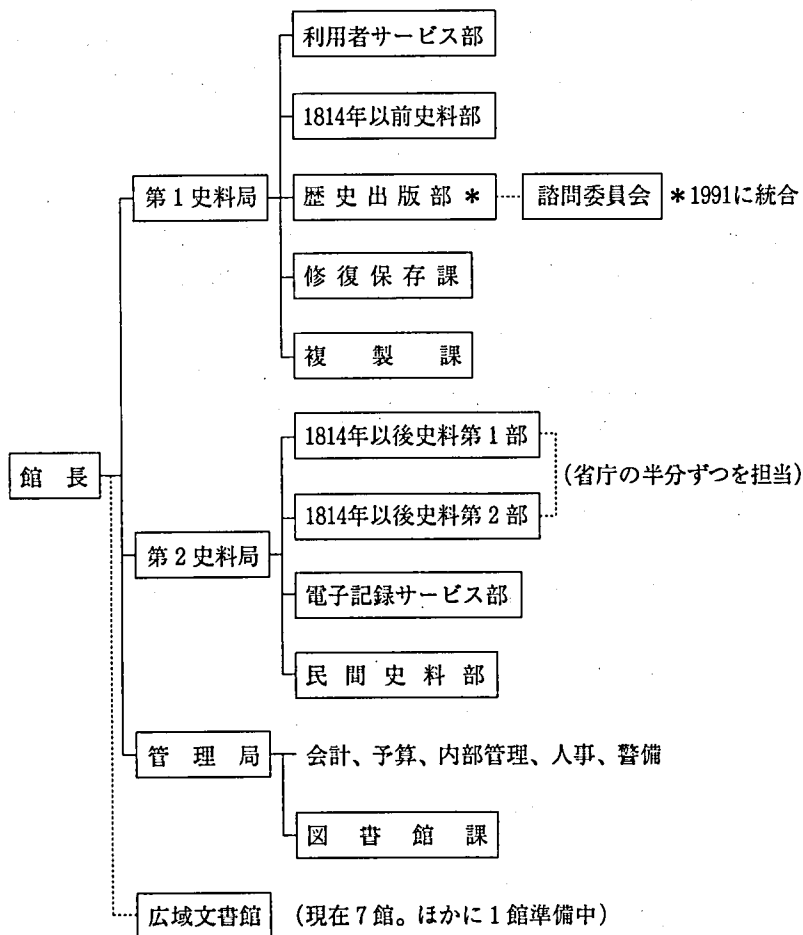 利用者サービス部
1814年以前史料部
第1史料局
歴史出版部*
諮問委員会
*1991に統合
修復保存課
複製課
館長
1814年以後史料第1部
(省庁の半分ずつを担当)
1814年以後史料第2部
第2史料局
電子記録サービス部
民間史料部
管理局
会計、予算、内部管理、人事、警備
図書館課
広域文書館
(現在7館。ほかに1館準備中)